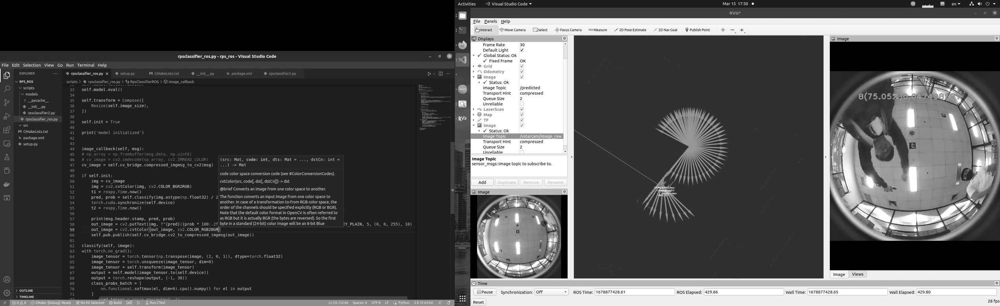 Activities
Visual Studio Code
Mar 15 17:50
en
rpsclassifier_ros.py - rps_ros - Visual Studio Code
File Edit Selection View Go Run Terminal Help
EXPLORER
rpsclassifier_ros.py
setup.py
CMakeLists.txt
__init__.py
package.xml
rpsclassifier2.py
RPS_ROS
scripts
models
__pycache__
__init__.py
rpsclassifier2.py
rpsclassifier_ros.py
src
CMakeLists.txt
package.xml
setup.py
OUTLINE
TIMELINE
scripts > rpsclassifier_ros.py > RpsClassifierROS > image_callback
33 self.model.eval()
34
35 self.transform = Compose([
36 Resize(self.image_size),
37 ])
38
39 self.init = True
40
41 print('model initialized')
42
43
44 image_callback(self, msg):
45 # np_array = np.frombuffer(msg.data, np.uint8)
46 # cv_image = cv2.imdecode(np_array, cv2.IMREAD_COLOR)
47 cv_image = self.cv_bridge.compressed_imgmsg_to_cv2(msg)
48
49 if self.init:
50 img = cv_image
51 img = cv2.cvtColor(img, cv2.COLOR_BGR2RGB)
52 t1 = rospy.Time.now()
53 pred, prob = self.classify(img.astype(np.float32) / 2
54 torch.cuda.synchronize(self.device)
55 t2 = rospy.Time.now()
56
57 print(msg.header.stamp, pred, prob)
58 out_image = cv2.putText(img, f"{pred}({prob * 100:.2f EY_PLAIN, 5, (0, 0, 255), 10)
59 out_image = cv2.cvtColor(out_image, cv2.COLOR_RGB2BGR)
60 self.pub.publish(self.cv_bridge.cv2_to_compressed_imgmsg(out_image))
61
62 classify(self, image):
63 with torch.no_grad():
64 image_tensor = torch.tensor(np.transpose(image, (2, 0, 1)), dtype=torch.float32)
65 image_tensor = torch.unsqueeze(image_tensor, dim=0)
66 image_tensor = self.transform(image_tensor)
67 output = self.model(image_tensor.to(self.device))
68 output = torch.reshape(output, (-1, 30))
69 class_probs_batch = [
70 nn.functional.softmax(el, dim=0).cpu().numpy() for el in output
71 ]
(src: Mat, code: int, dts: Mat = ..., dstCn: int =
...) -> Mat
code color space conversion code (see #ColorConversionCodes).
cvtColor(src, code[, dst[, dstCn]]) -> dst
@brief Converts an image from one color space to another.
The function converts an input image from one color space to
another. In case of a transformation to-from RGB color space, the
order of the channels should be specified explicitly (RGB or BGR).
Note that the default color format in OpenCV is often referred to
as RGB but it is actually BGR (the bytes are reversed). So the first
byte in a standard (24-bit) color image will be an 8-bit Blue
0 0 CMake: [Debug]: Ready No Kit Selected Build [all] Run CTest
Ln 59, Col 66 Spaces: 4 UTF-8 LF Python 3.8.10 64-bit
zoom
RViz
RViz*
File Panels Help
Interact Move Camera Select Focus Camera Measure 2D Pose Estimate 2D Nav Goal Publish Point
Displays
Frame Rate 30
Default Light
Global Status: Ok
Fixed Frame OK
Grid
Odometry
Image
Status: Ok
Image Topic /predicted
Transport Hint compressed
Queue Size 2
Unreliable
LaserScan
Map
TF
Image
Status: Ok
Image Topic /vstarcam/image_raw
Transport Hint compressed
Queue Size 2
Unreliable
Image Topic
sensor_msgs::Image topic to subscribe to.
Add Duplicate Remove Rename
Image
Image
8(75.05%)
Image Views
Time
Pause Synchronization: Off ROS Time: 1678877428.61 ROS Elapsed: 429.86 Wall Time: 1678877428.65 Wall Elapsed: 429.80
Reset
28 fps